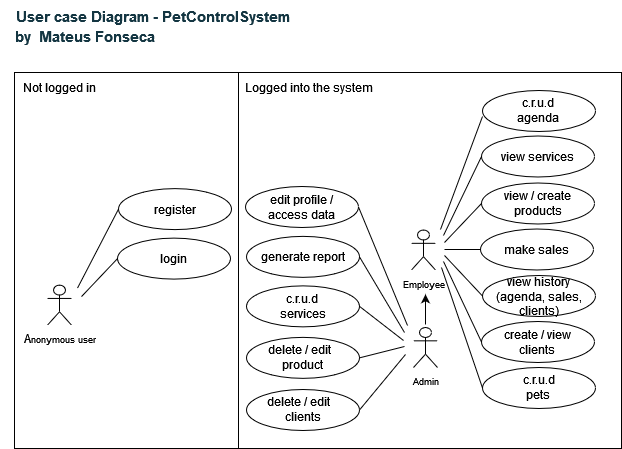 User case Diagram - PetControlSystem
by Mateus Fonseca
Not logged in
Logged into the system
register
login
Anonymous user
edit profile /
access data
generate report
c.r.u.d
services
delete / edit
product
delete / edit
clients
Employee
Admin
c.r.u.d
agenda
view services
view / create
products
make sales
view history
(agenda, sales,
clients)
create / view
clients
c.r.u.d
pets